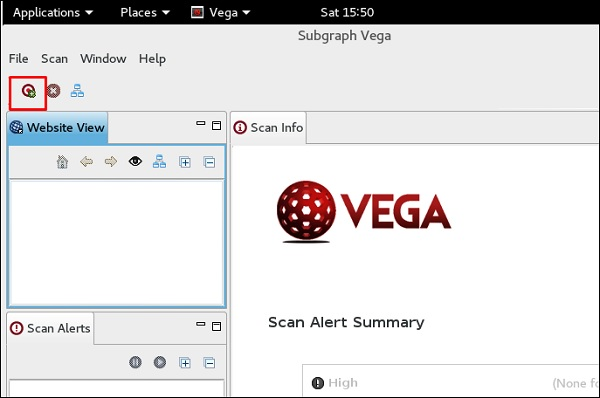 Applications Places Vega Sat 15:50
Subgraph Vega
File Scan Window Help
Website View
Scan Info
VEGA
Scan Alert Summary
Scan Alerts
High (None fo